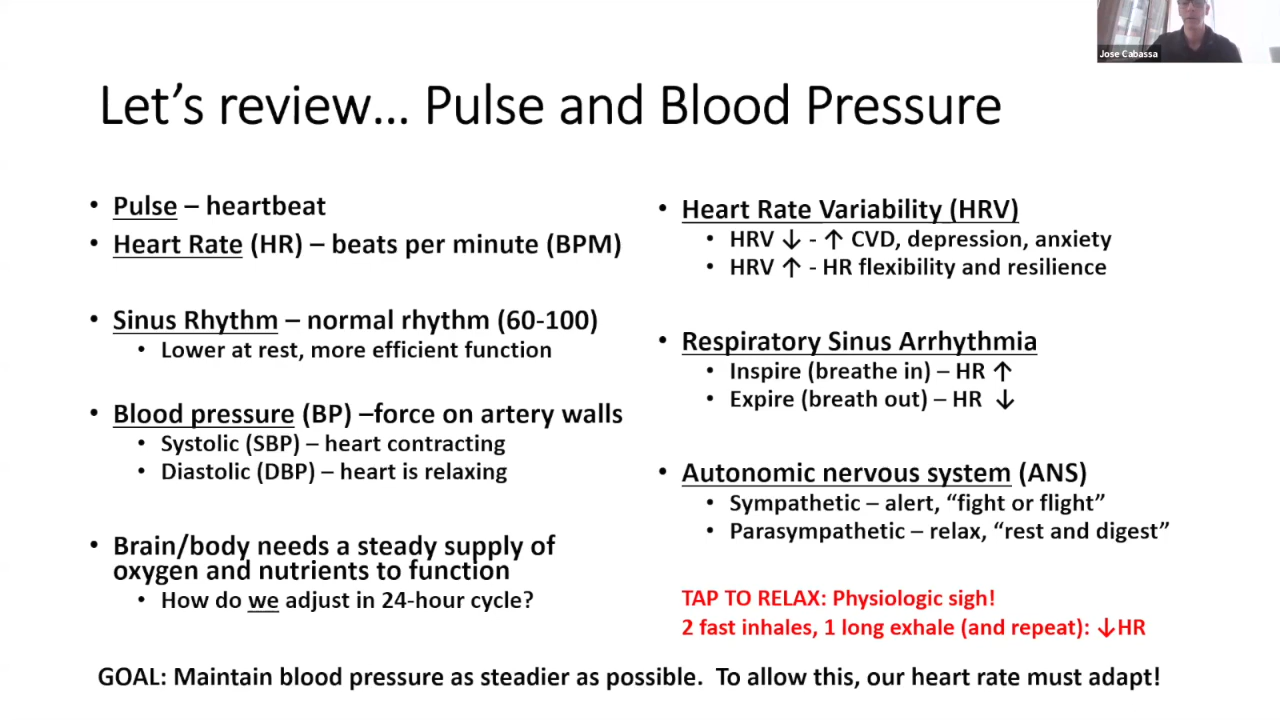 Jose Cabassa
Let's review... Pulse and Blood Pressure
• Pulse – heartbeat
• Heart Rate (HR) – beats per minute (BPM)
• Sinus Rhythm – normal rhythm (60-100)
• Lower at rest, more efficient function
• Blood pressure (BP) –force on artery walls
• Systolic (SBP) – heart contracting
• Diastolic (DBP) – heart is relaxing
• Brain/body needs a steady supply of
oxygen and nutrients to function
• How do we adjust in 24-hour cycle?
• Heart Rate Variability (HRV)
• HRV ↓ - ↑ CVD, depression, anxiety
• HRV ↑ - HR flexibility and resilience
• Respiratory Sinus Arrhythmia
• Inspire (breathe in) – HR ↑
• Expire (breath out) – HR ↓
• Autonomic nervous system (ANS)
• Sympathetic – alert, “fight or flight”
• Parasympathetic – relax, “rest and digest”
TAP TO RELAX: Physiologic sigh!
2 fast inhales, 1 long exhale (and repeat): ↓HR
GOAL: Maintain blood pressure as steadier as possible. To allow this, our heart rate must adapt!